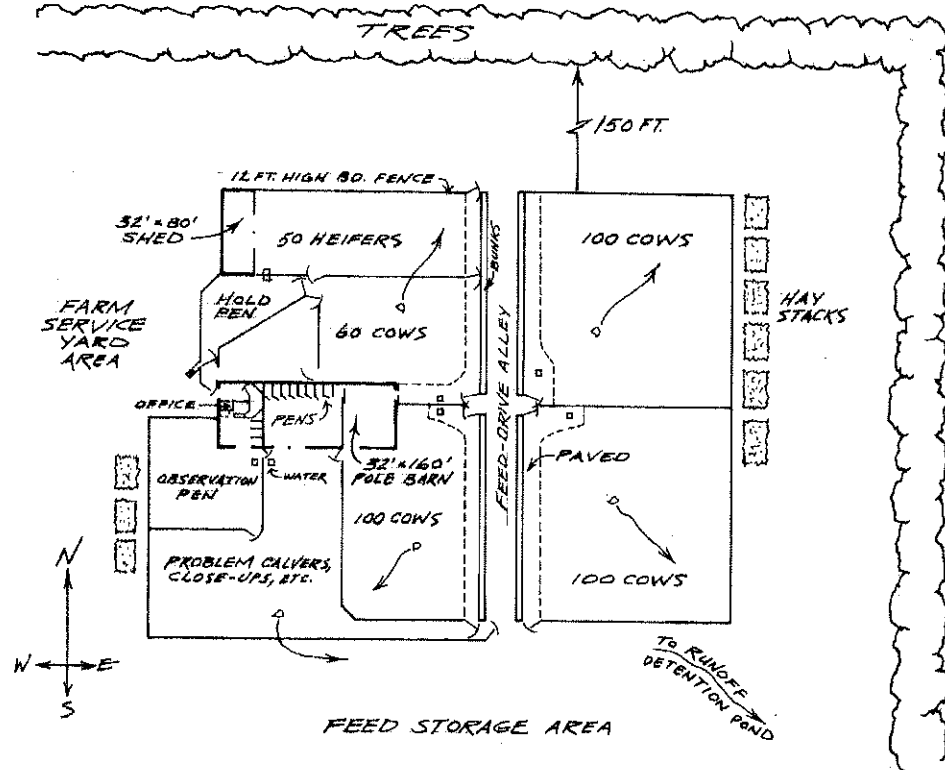 TREES
150 FT.
12 FT. HIGH BD. FENCE
32' x 80'
SHED
50 HEIFERS
BUNKS
100 COWS
HOLD
PEN
FARM
SERVICE
YARD
AREA
60 COWS
HAY
STACKS
FEED-DRIVE ALLEY
OFFICE
PENS
WATER
32' x 160'
POLE BARN
PAVED
OBSERVATION
PEN
100 COWS
PROBLEM CALVERS,
CLOSE-UPS, ETC.
100 COWS
N
W E
S
TO RUNOFF
DETENTION POND
FEED STORAGE AREA